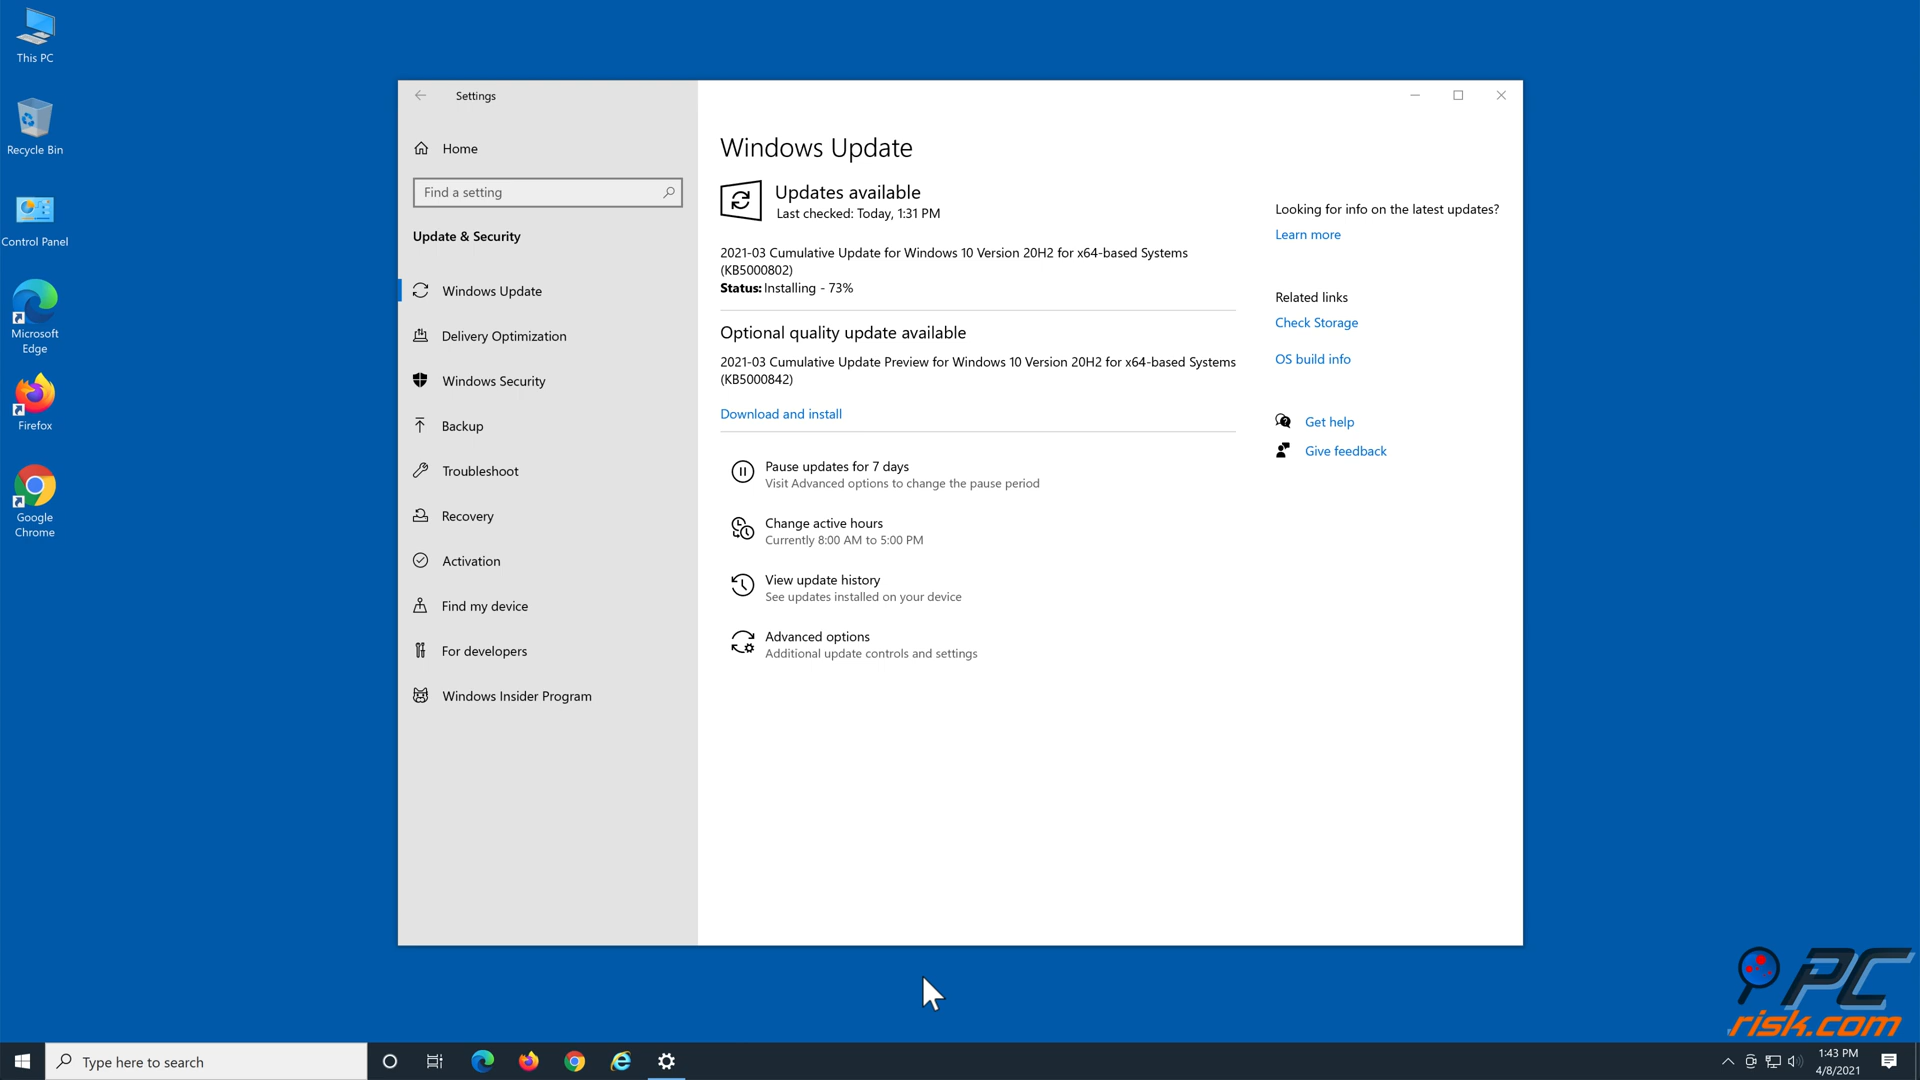 This PC
Recycle Bin
Control Panel
Microsoft
Edge
Firefox
Google
Chrome
Settings
Home
Find a setting
Update & Security
Windows Update
Delivery Optimization
Windows Security
Backup
Troubleshoot
Recovery
Activation
Find my device
For developers
Windows Insider Program
Windows Update
Updates available
Last checked: Today, 1:31 PM
2021-03 Cumulative Update for Windows 10 Version 20H2 for x64-based Systems
(KB5000802)
Status: Installing - 73%
Optional quality update available
2021-03 Cumulative Update Preview for Windows 10 Version 20H2 for x64-based Systems
(KB5000842)
Download and install
Pause updates for 7 days
Visit Advanced options to change the pause period
Change active hours
Currently 8:00 AM to 5:00 PM
View update history
See updates installed on your device
Advanced options
Additional update controls and settings
Looking for info on the latest updates?
Learn more
Related links
Check Storage
OS build info
Get help
Give feedback
PC
risk.com
Type here to search
1:43 PM
4/8/2021